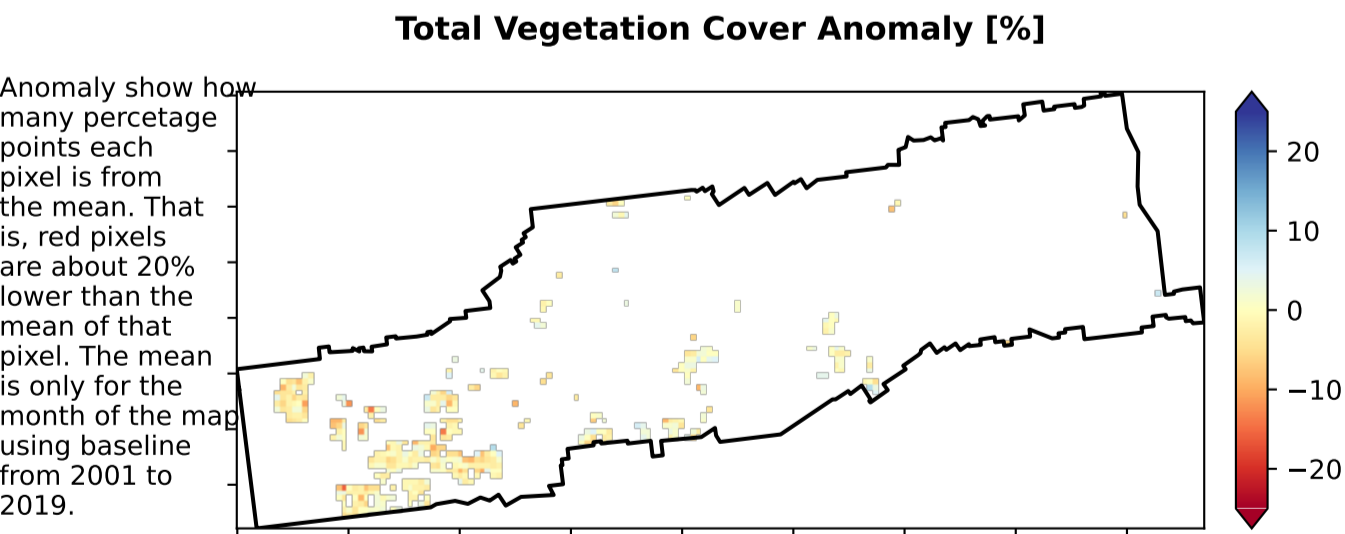 Total Vegetation Cover Anomaly [%]
Anomaly show how
many percetage
points each
pixel is from
the mean. That
is, red pixels
are about 20%
lower than the
mean of that
pixel. The mean
is only for the
month of the map
using baseline
from 2001 to
2019.
20
10
0
−10
−20